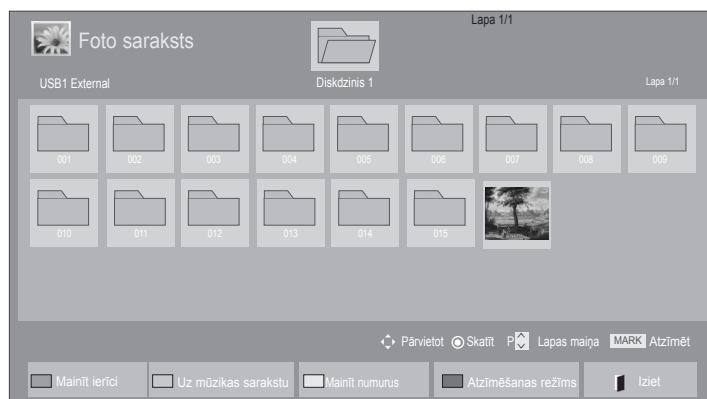 Lapa 1/1
Foto saraksts
USB1 External
Diskdzinis 1
Lapa 1/1
001 002 003 004 005 006 007 008 009
010 011 012 013 014 015
Pārvietot Skatīt P Lapas maiņa MARK Atzīmēt
Mainīt ierīci Uz mūzikas sarakstu Mainīt numurus Atzīmēšanas režīms Iziet